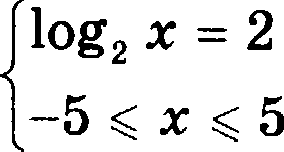 log₂ x = 2
−5 ⩽ x ⩽ 5